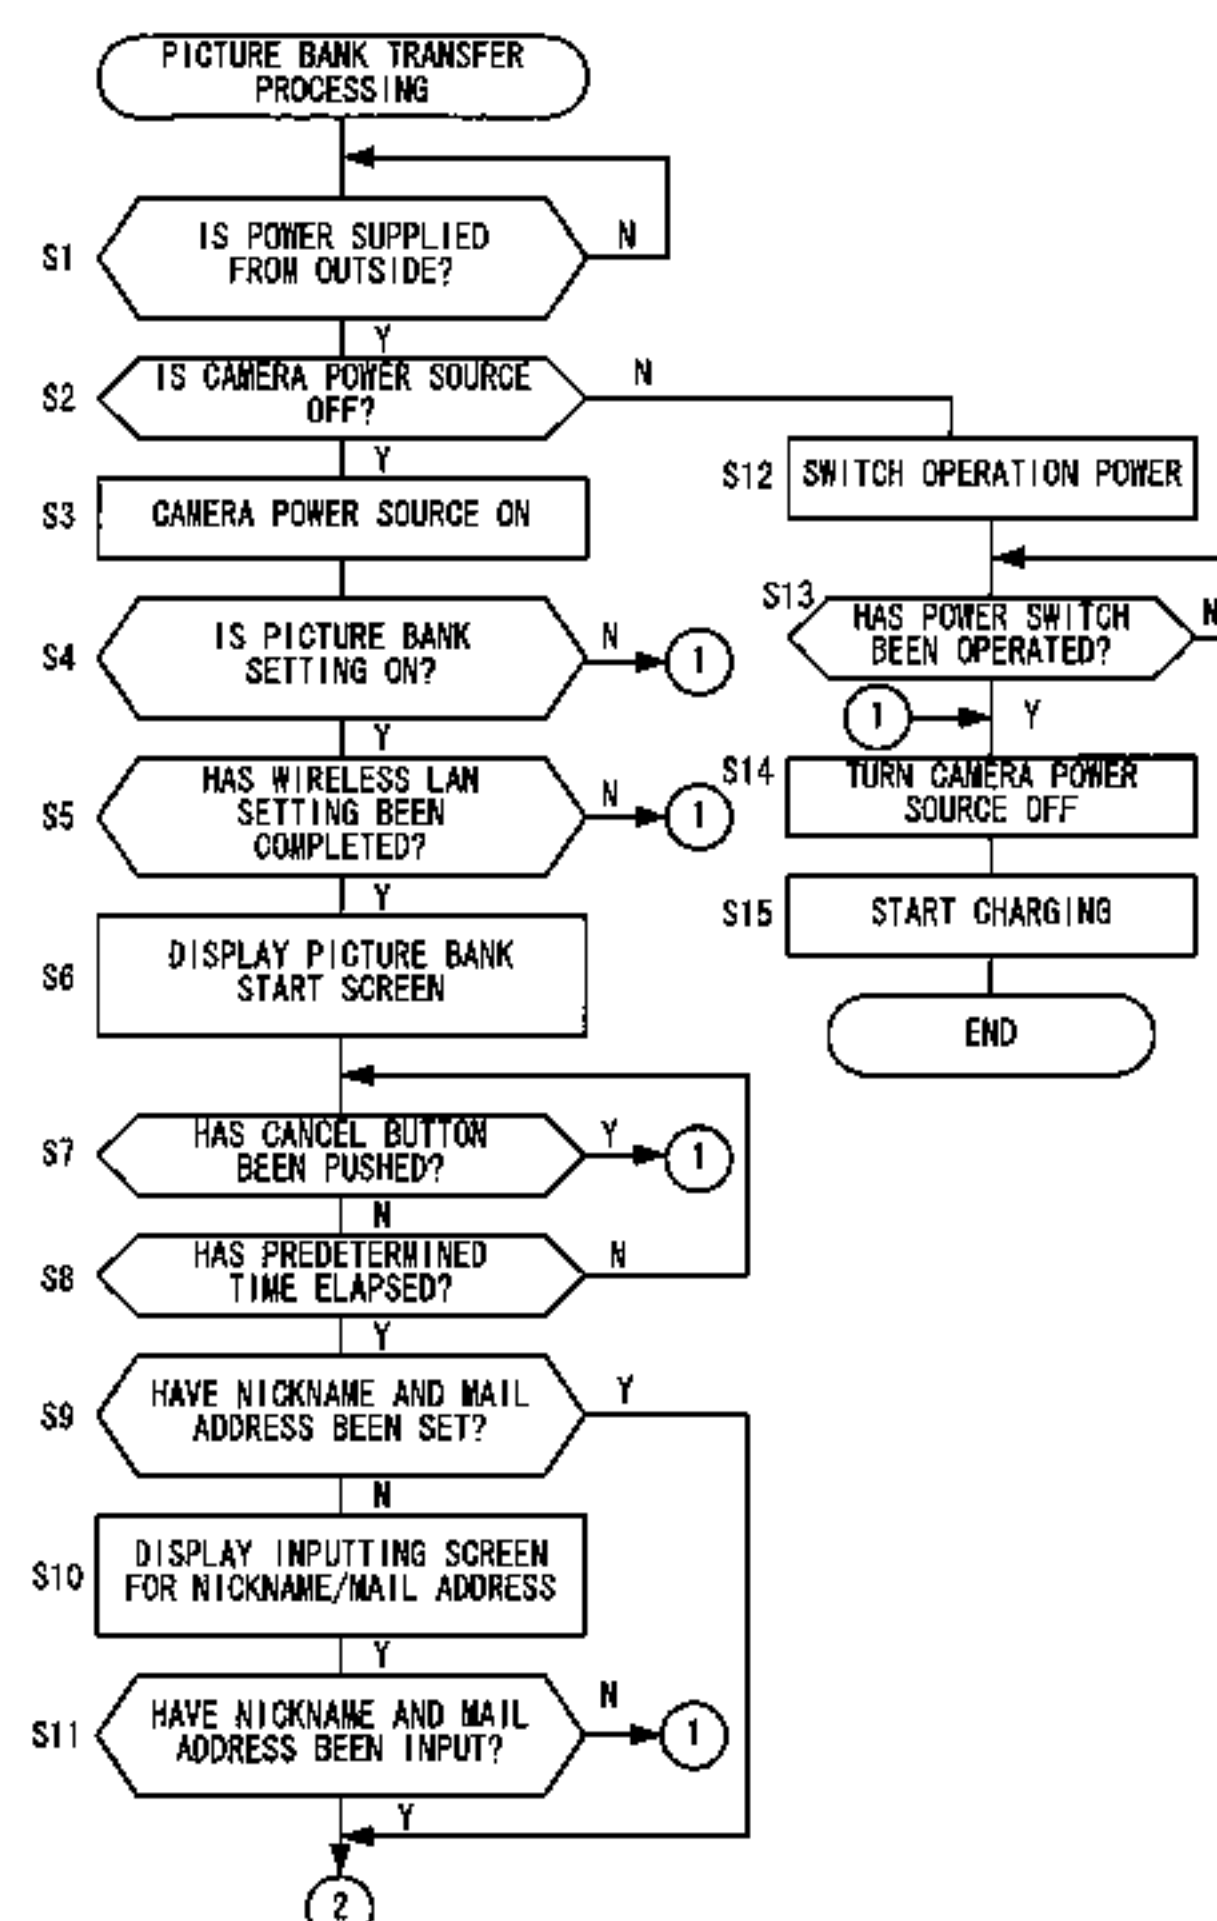 PICTURE BANK TRANSFER
PROCESSING
S1
IS POWER SUPPLIED
FROM OUTSIDE?
N
Y
S2
IS CAMERA POWER SOURCE
OFF?
N
Y
S3
CAMERA POWER SOURCE ON
S4
IS PICTURE BANK
SETTING ON?
N
1
Y
S5
HAS WIRELESS LAN
SETTING BEEN
COMPLETED?
N
1
Y
S6
DISPLAY PICTURE BANK
START SCREEN
S7
HAS CANCEL BUTTON
BEEN PUSHED?
Y
1
N
S8
HAS PREDETERMINED
TIME ELAPSED?
N
Y
S9
HAVE NICKNAME AND MAIL
ADDRESS BEEN SET?
Y
N
S10
DISPLAY INPUTTING SCREEN
FOR NICKNAME/MAIL ADDRESS
Y
S11
HAVE NICKNAME AND MAIL
ADDRESS BEEN INPUT?
N
1
Y
2
S12
SWITCH OPERATION POWER
S13
HAS POWER SWITCH
BEEN OPERATED?
N
1
Y
S14
TURN CAMERA POWER
SOURCE OFF
S15
START CHARGING
END